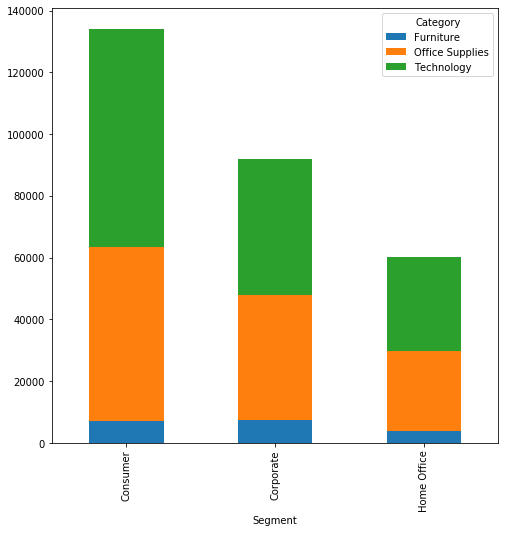 140000
120000
100000
80000
60000
40000
20000
0
Category
Furniture
Office Supplies
Technology
Consumer
Corporate
Home Office
Segment